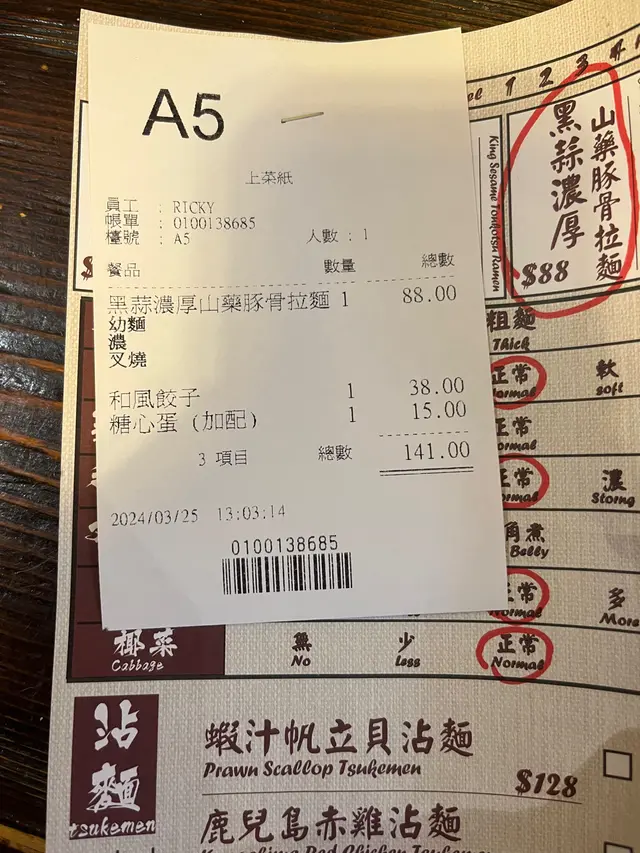 A5
上菜紙
員工 : RICKY
帳單 : 0100138685
檯號 : A5 人數 : 1
餐品 數量 總數
黑蒜濃厚山藥豚骨拉麵 1 88.00
幼麵
濃
叉燒
和風餃子 1 38.00
糖心蛋 (加配) 1 15.00
3 項目 總數 141.00
2024/03/25 13:03:14
0100138685
1 2 3 4
King Sesame Tonkotsu Ramen
黑蒜濃厚
山藥豚骨拉麵
$88
粗麵
Thick
正常
Normal
軟
soft
正常
Normal
正常
Normal
濃
Storng
角煮
Belly
正常
Normal
多
More
椰菜
Cabbage
無
No
少
Less
正常
Normal
沾麵
tsukemen
蝦汁帆立貝沾麵
Prawn Scallop Tsukemen
$128
鹿兒島赤雞沾麵